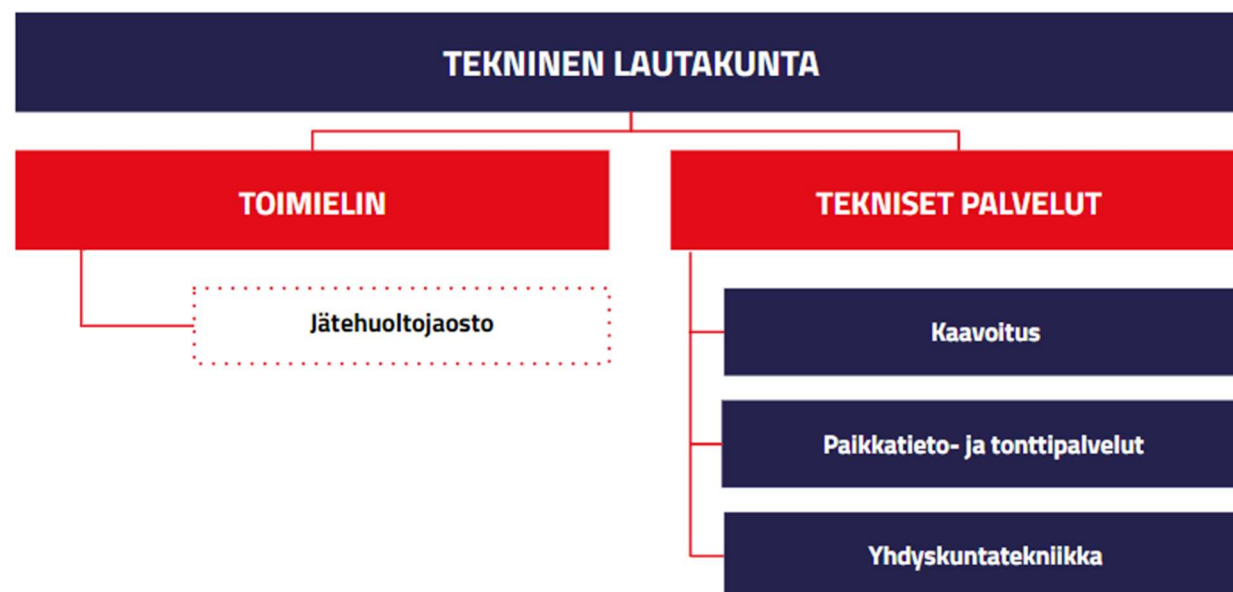 TEKNINEN LAUTAKUNTA
TOIMIELIN
Jätehuoltojaosto
TEKNISET PALVELUT
Kaavoitus
Paikkatieto- ja tonttipalvelut
Yhdyskuntatekniikka